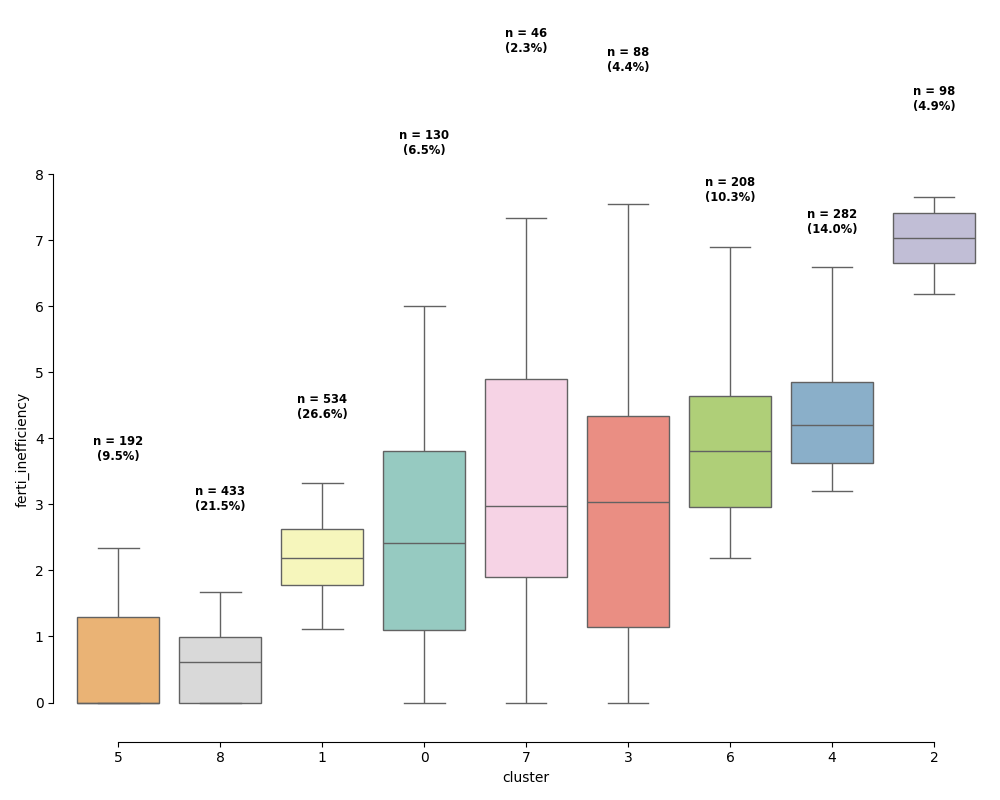 n = 46
(2.3%)
n = 88
(4.4%)
n = 98
(4.9%)
n = 130
(6.5%)
n = 208
(10.3%)
n = 282
(14.0%)
n = 534
(26.6%)
n = 192
(9.5%)
n = 433
(21.5%)
8
7
6
5
4
3
2
1
0
ferti_inefficiency
5 8 1 0 7 3 6 4 2
cluster